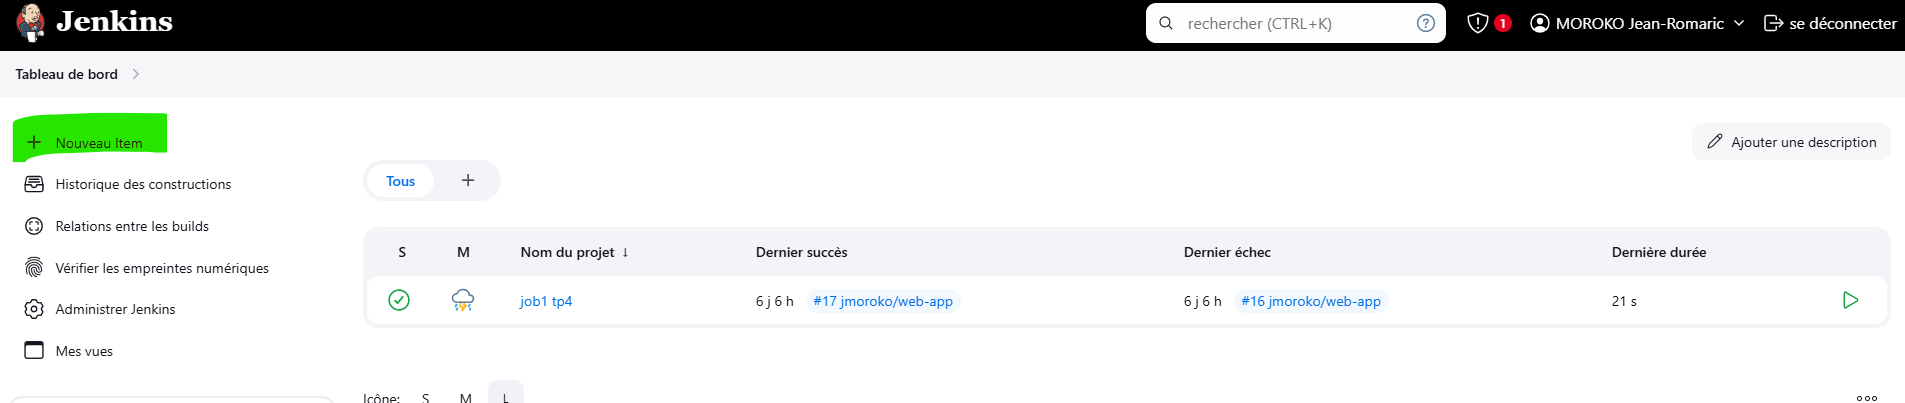 Jenkins
rechercher (CTRL+K)
?
1
MOROKO Jean-Romaric
se déconnecter
Tableau de bord
Nouveau Item
Historique des constructions
Relations entre les builds
Vérifier les empreintes numériques
Administrer Jenkins
Mes vues
Ajouter une description
Tous
+
S M Nom du projet ↓ Dernier succès Dernier échec Dernière durée
job1 tp4 6 j 6 h #17 jmoroko/web-app 6 j 6 h #16 jmoroko/web-app 21 s
Icône: S M L